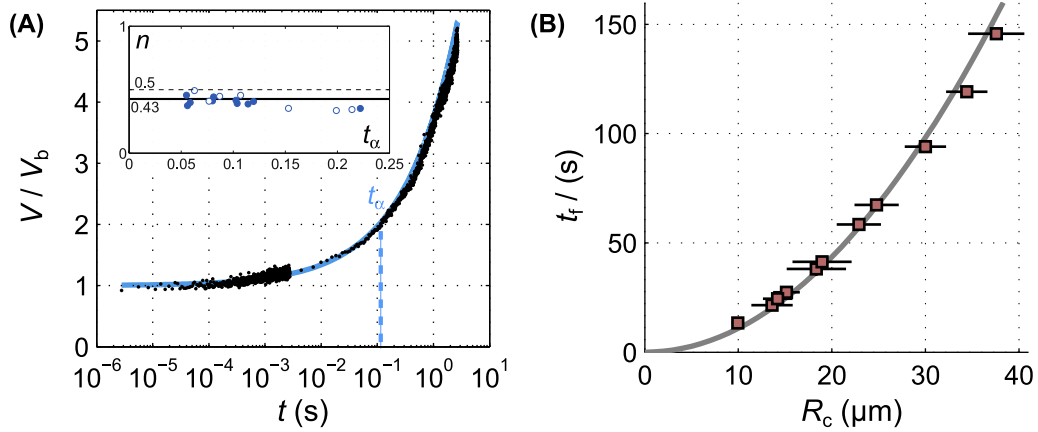 (A)
V / V_b
5
4
3
2
1
0
1
n
0.5
0.43
0
0 0.05 0.1 0.15 0.2 0.25
t_α
t_α
10^−6 10^−5 10^−4 10^−3 10^−2 10^−1 10^0 10^1
t (s)
(B)
t_f / (s)
150
100
50
0
0 10 20 30 40
R_c (μm)